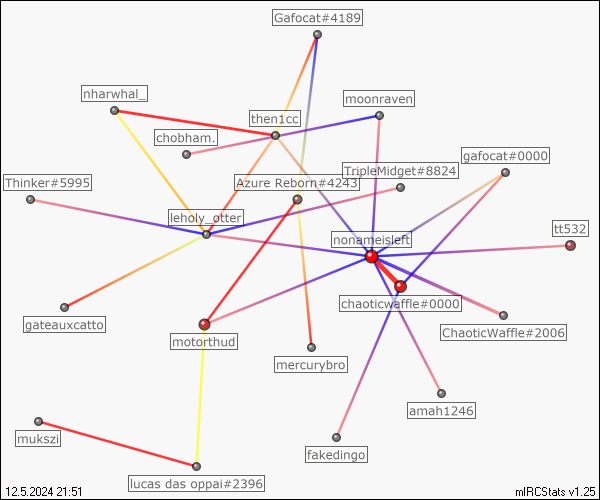 Gafocat#4189
nharwhal_
moonraven
then1cc
chobham.
gafocat#0000
TripleMidget#8824
Thinker#5995
Azure Reborn#4243
leholy_otter
tt532
nonameisleft
chaoticwaffle#0000
gateauxcatto
ChaoticWaffle#2006
motorthud
mercurybro
amah1246
mukszi
fakedingo
lucas das oppai#2396
12.5.2024 21:51
mIRCStats v1.25